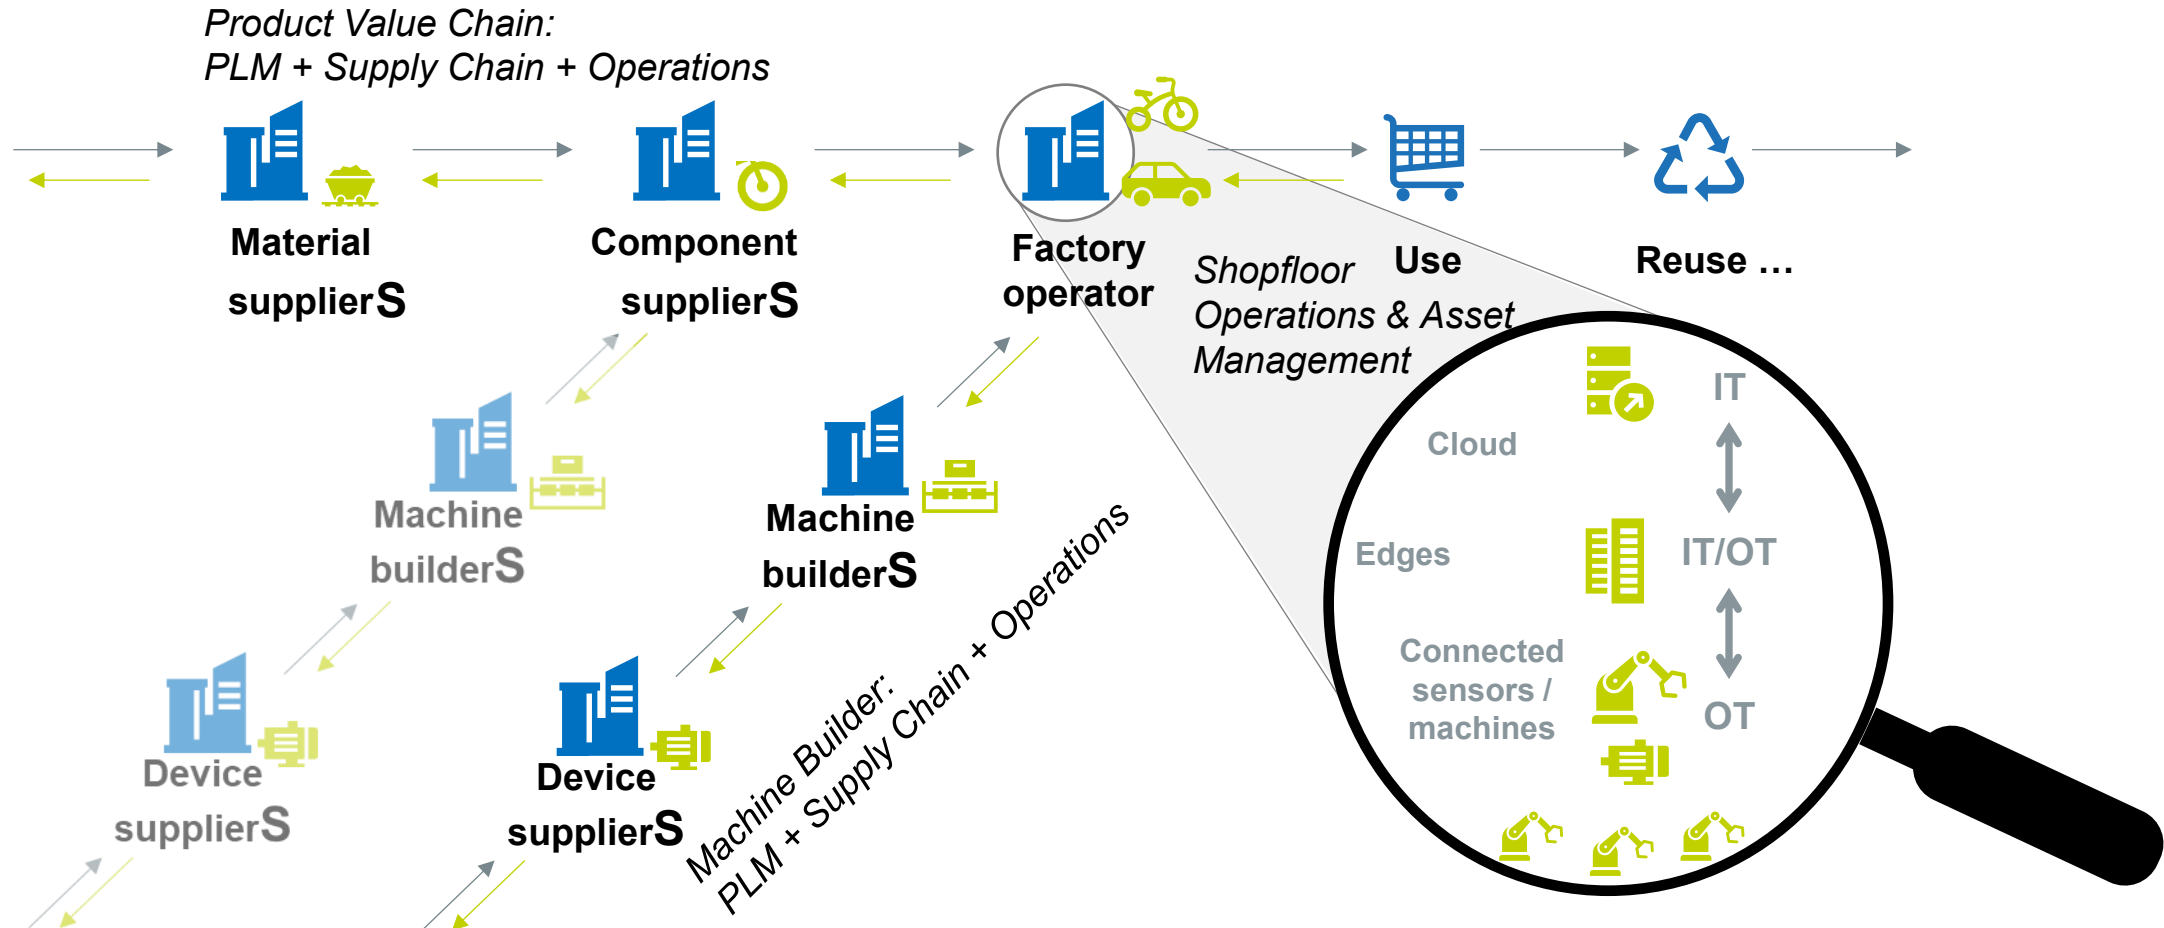 Product Value Chain:
PLM + Supply Chain + Operations
Material
supplierS
Component
supplierS
Factory
operator
Use
Reuse …
Shopfloor
Operations & Asset
Management
Machine
builderS
Machine
builderS
Device
supplierS
Device
supplierS
Machine Builder:
PLM + Supply Chain + Operations
IT
Cloud
Edges
IT/OT
Connected
sensors /
machines
OT